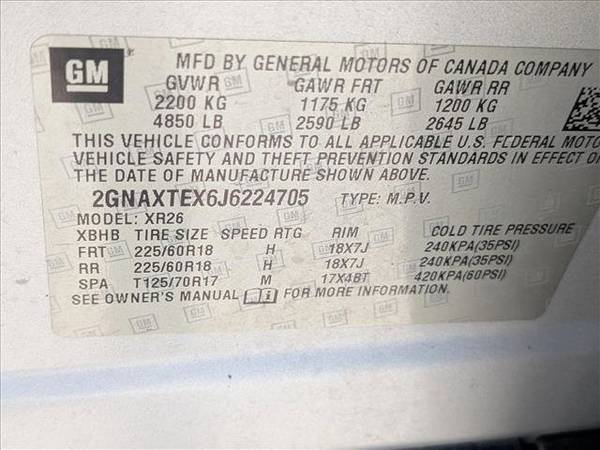 GM
MFD BY GENERAL MOTORS OF CANADA COMPANY
GVWR GAWR FRT GAWR RR
2200 KG 1175 KG 1200 KG
4850 LB 2590 LB 2645 LB
THIS VEHICLE CONFORMS TO ALL APPLICABLE U.S. FEDERAL MOTO
VEHICLE SAFETY AND THEFT PREVENTION STANDARDS IN EFFECT O
THE DATE OF MANUFACTURE SHOWN ABOVE.
2GNAXTEX6J6224705 TYPE: M.P.V.
MODEL: XR26
XBHB TIRE SIZE SPEED RTG RIM COLD TIRE PRESSUR
FRT 225/60R18 H 18X7J 240KPA(35PSI)
RR 225/60R18 H 18X7J 240KPA(35PSI)
SPA T125/70R17 M 17X4BT 420KPA(60PSI)
SEE OWNER'S MANUAL FOR MORE INFORMATION.